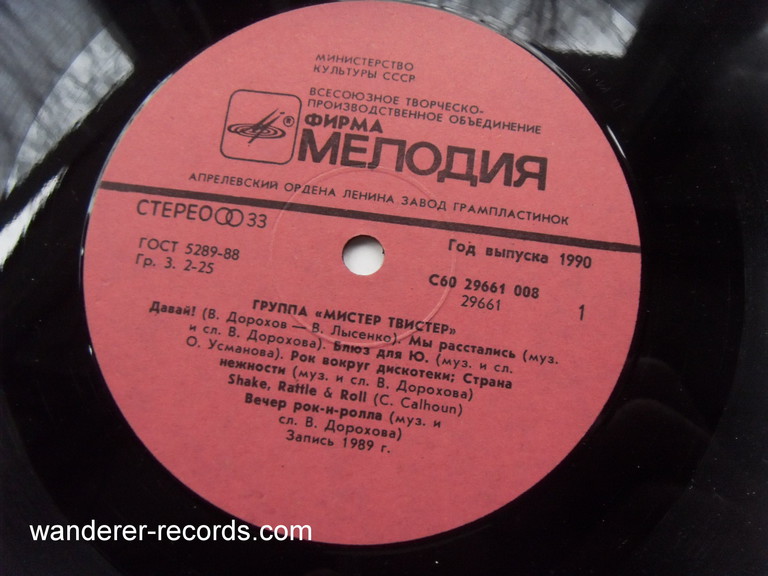 МИНИСТЕРСТВО
КУЛЬТУРЫ СССР
ВСЕСОЮЗНОЕ ТВОРЧЕСКО-
ПРОИЗВОДСТВЕННОЕ ОБЪЕДИНЕНИЕ
®
ФИРМА
МЕЛОДИЯ
АПРЕЛЕВСКИЙ ОРДЕНА ЛЕНИНА ЗАВОД ГРАМПЛАСТИНОК
СТЕРЕО 33
Год выпуска 1990
ГОСТ 5289-88
Гр. 3. 2-25
С60 29661 008
29661
1
ГРУППА «МИСТЕР ТВИСТЕР»
Давай! (В. Дорохов — В. Лысенко). Мы расстались (муз.
и сл. В. Дорохова). Блюз для Ю. (муз. и сл.
О. Усманова). Рок вокруг дискотеки; Страна
нежности (муз. и сл. В. Дорохова)
Shake, Rattle & Roll (C. Calhoun)
Вечер рок-н-ролла (муз. и
сл. В. Дорохова)
Запись 1989 г.
wanderer-records.com